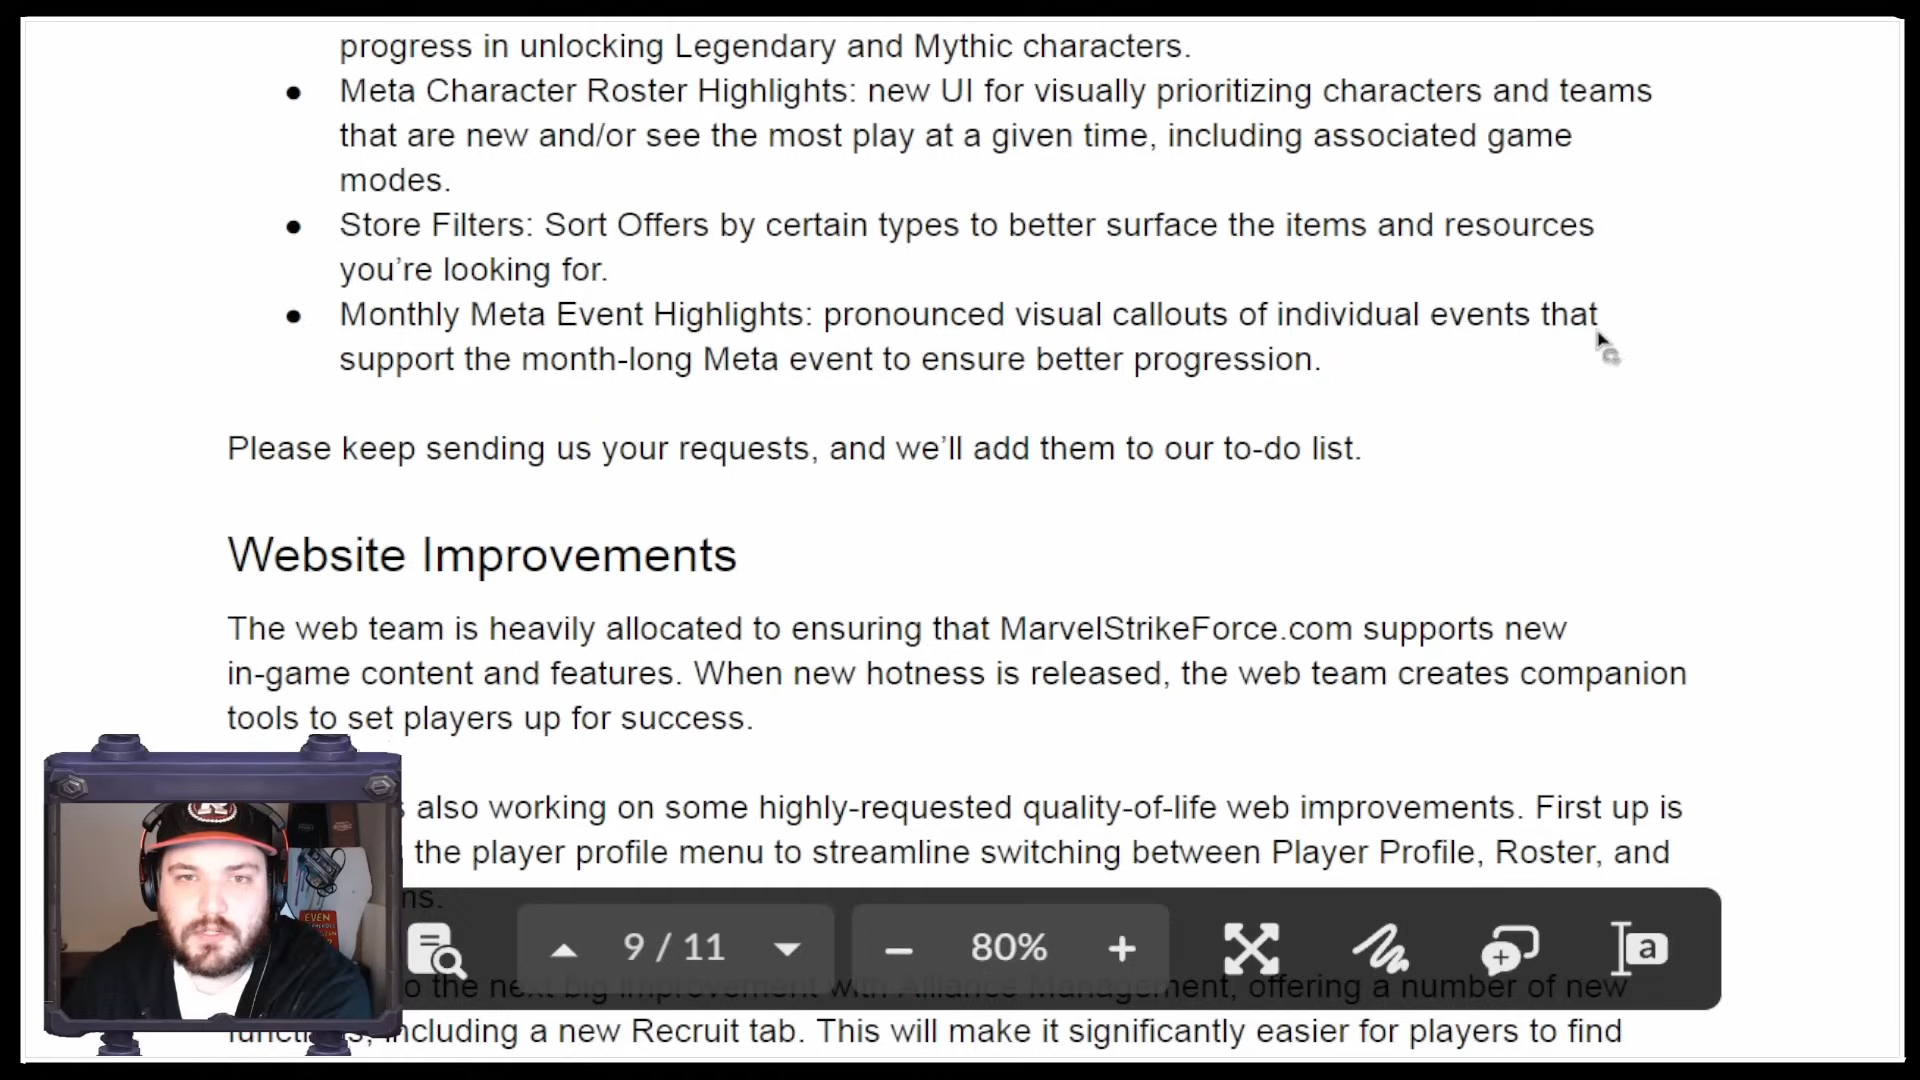 progress in unlocking Legendary and Mythic characters.
● Meta Character Roster Highlights: new UI for visually prioritizing characters and teams
that are new and/or see the most play at a given time, including associated game
modes.
● Store Filters: Sort Offers by certain types to better surface the items and resources
you’re looking for.
● Monthly Meta Event Highlights: pronounced visual callouts of individual events that
support the month-long Meta event to ensure better progression.
Please keep sending us your requests, and we’ll add them to our to-do list.
Website Improvements
The web team is heavily allocated to ensuring that MarvelStrikeForce.com supports new
in-game content and features. When new hotness is released, the web team creates companion
tools to set players up for success.
also working on some highly-requested quality-of-life web improvements. First up is
the player profile menu to streamline switching between Player Profile, Roster, and
ns.
EVEN
9 / 11
80%
a
the next big improvement with Alliance Management, offering a number of new
including a new Recruit tab. This will make it significantly easier for players to find